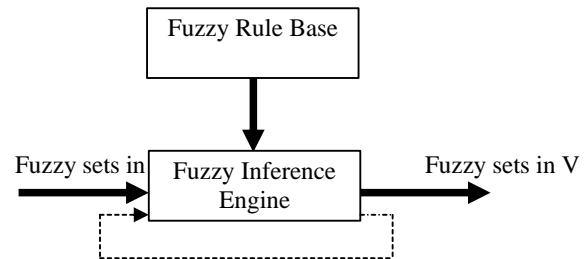 Fuzzy Rule Base
Fuzzy sets in
Fuzzy Inference
Engine
Fuzzy sets in V